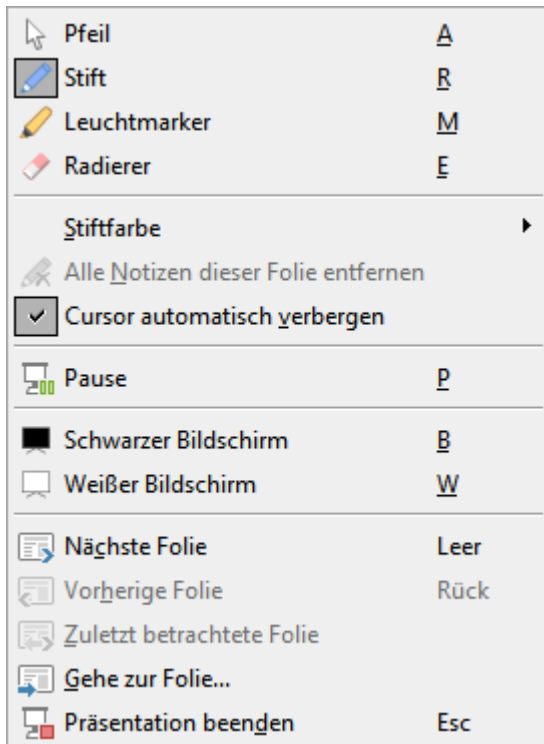 Pfeil A
Stift R
Leuchtmarker M
Radierer E
Stiftfarbe
Alle Notizen dieser Folie entfernen
Cursor automatisch verbergen
Pause P
Schwarzer Bildschirm B
Weißer Bildschirm W
Nächste Folie Leer
Vorherige Folie Rück
Zuletzt betrachtete Folie
Gehe zur Folie...
Präsentation beenden Esc